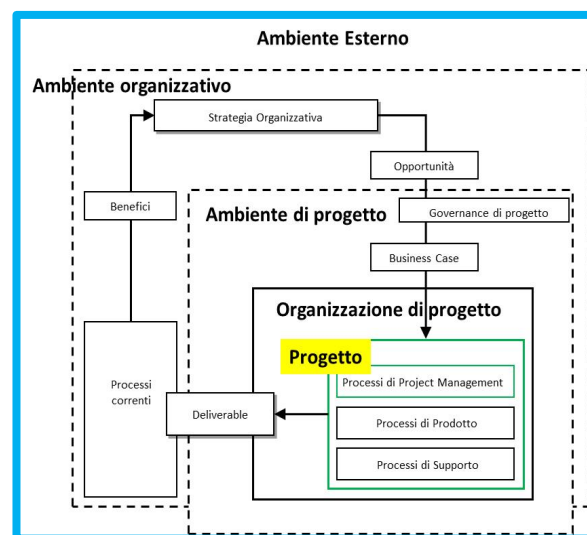 Ambiente Esterno
Ambiente organizzativo
Strategia Organizzativa
Opportunità
Benefici
Ambiente di progetto
Governance di progetto
Business Case
Organizzazione di progetto
Progetto
Processi di Project Management
Processi
correnti
Deliverable
Processi di Prodotto
Processi di Supporto